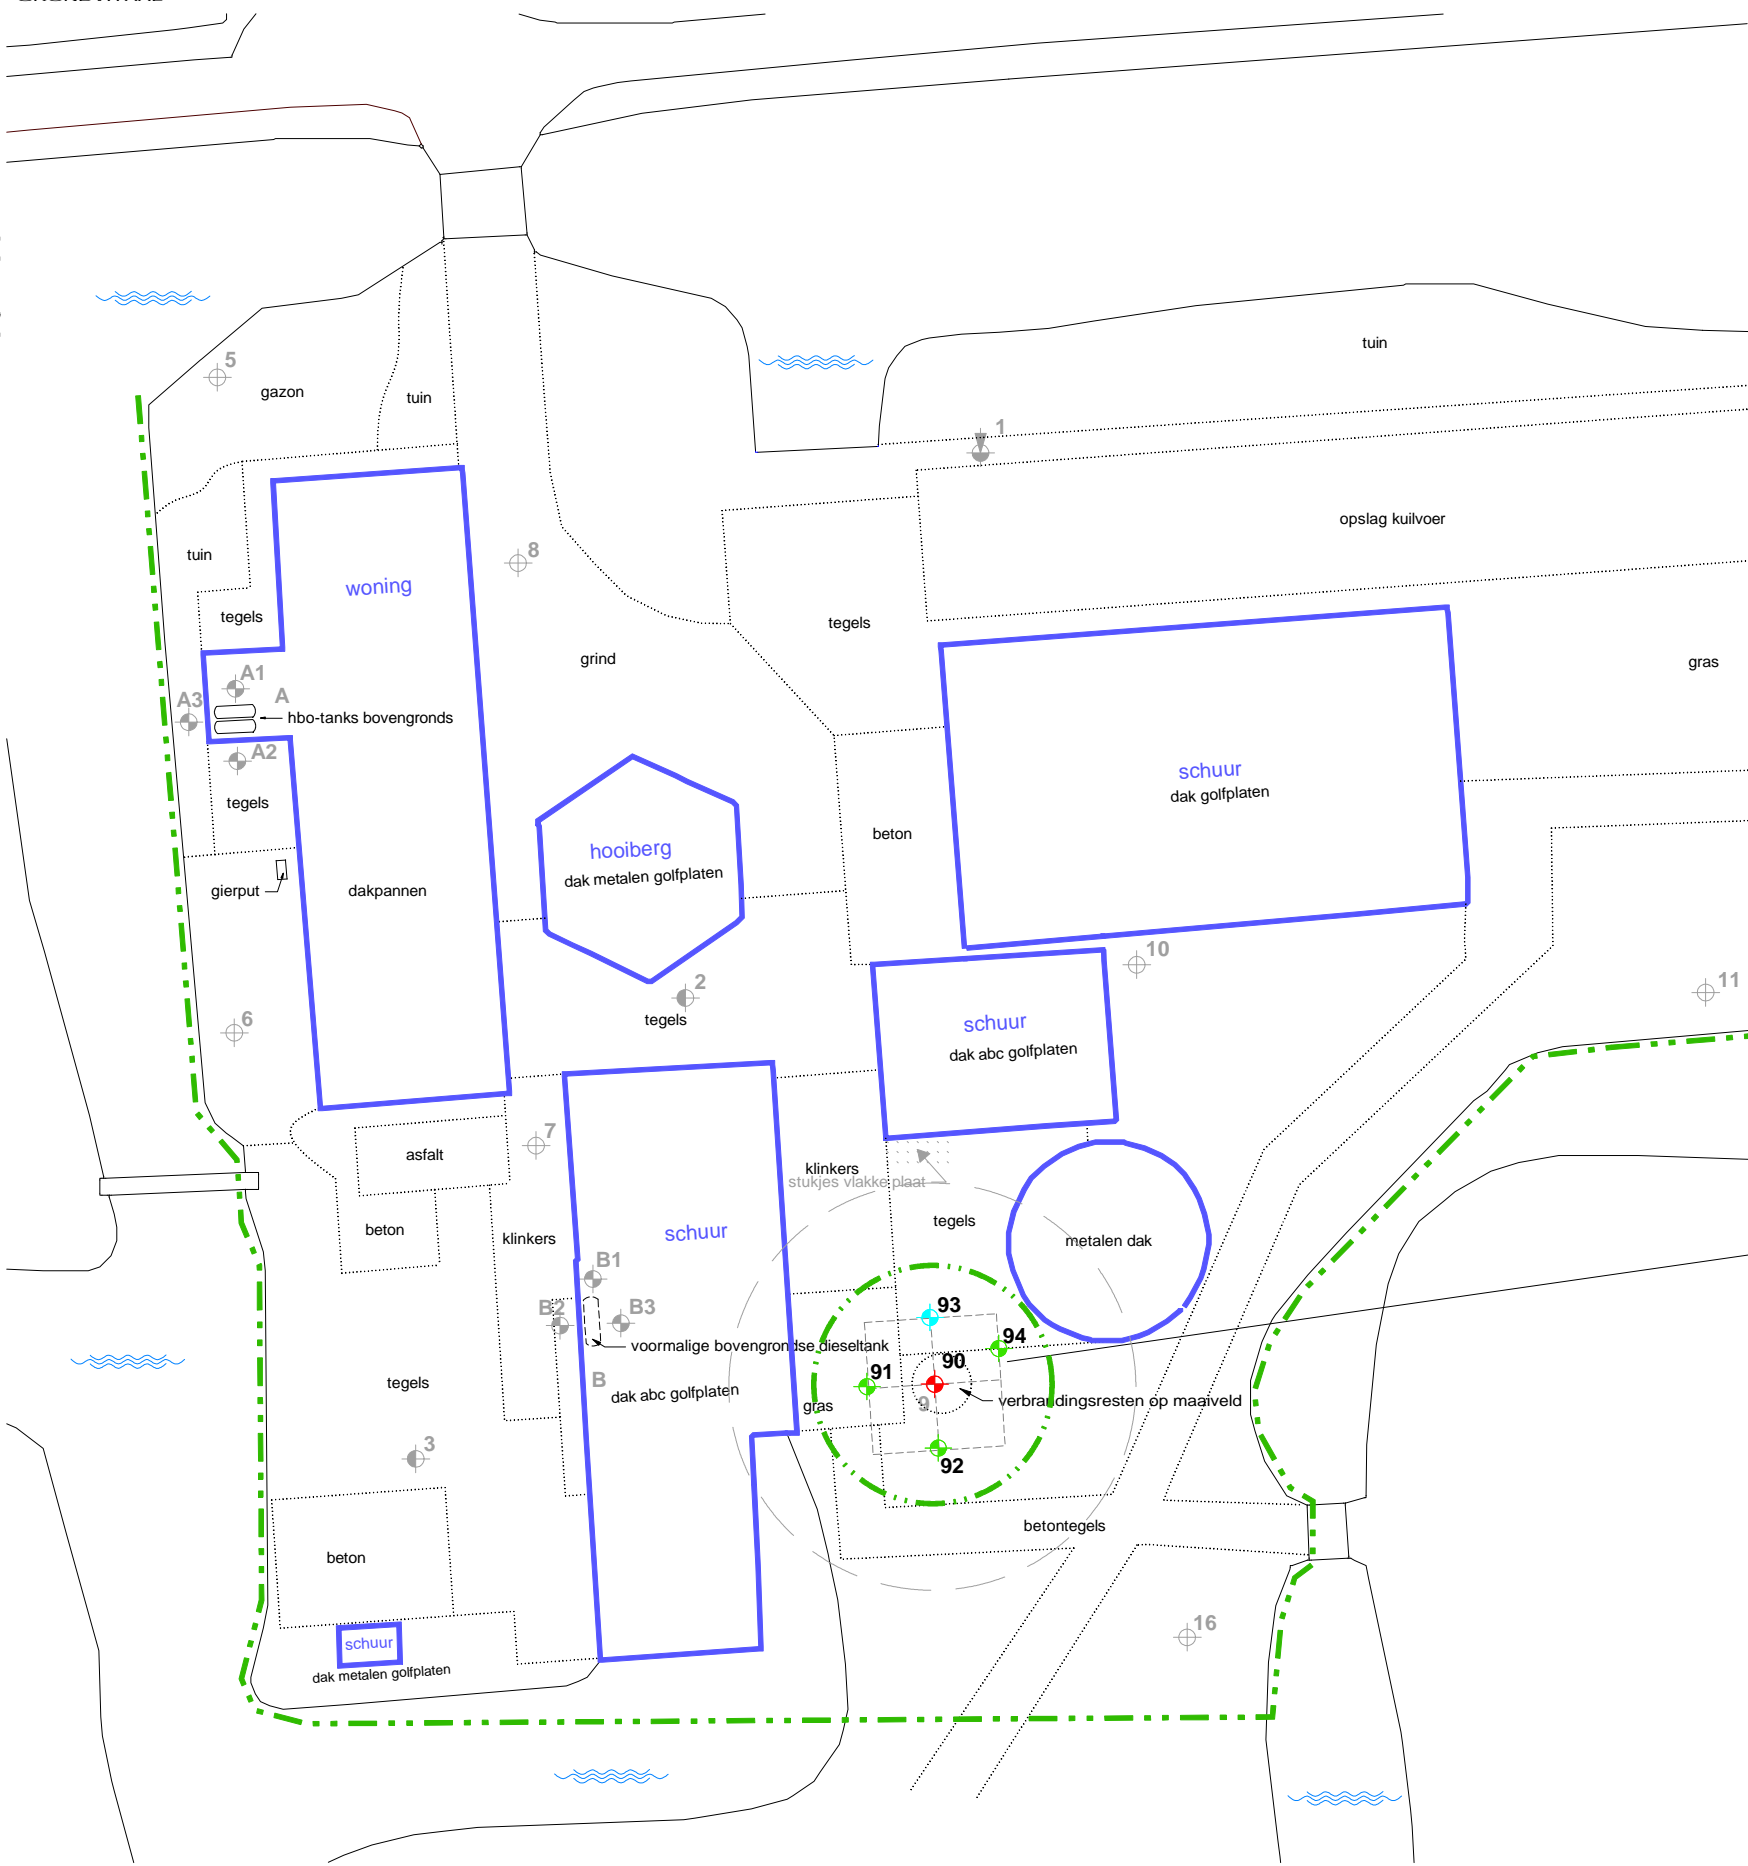 5
gazon
tuin
tuin
1
opslag kuilvoer
8
tuin
woning
tegels
tegels
grind
gras
A1
A
A3
hbo-tanks bovengronds
A2
tegels
schuur
dak golfplaten
beton
hooiberg
dak metalen golfplaten
gierput
dakpannen
10
11
2
tegels
6
schuur
dak abc golfplaten
7
asfalt
klinkers
stukjes vlakke plaat
tegels
beton
klinkers
schuur
metalen dak
B1
B2
B3
93
94
voormalige bovengrondse dieseltank
90
91
B
tegels
dak abc golfplaten
9
gras
verbrandingsresten op maaiveld
3
92
betontegels
beton
16
schuur
dak metalen golfplaten